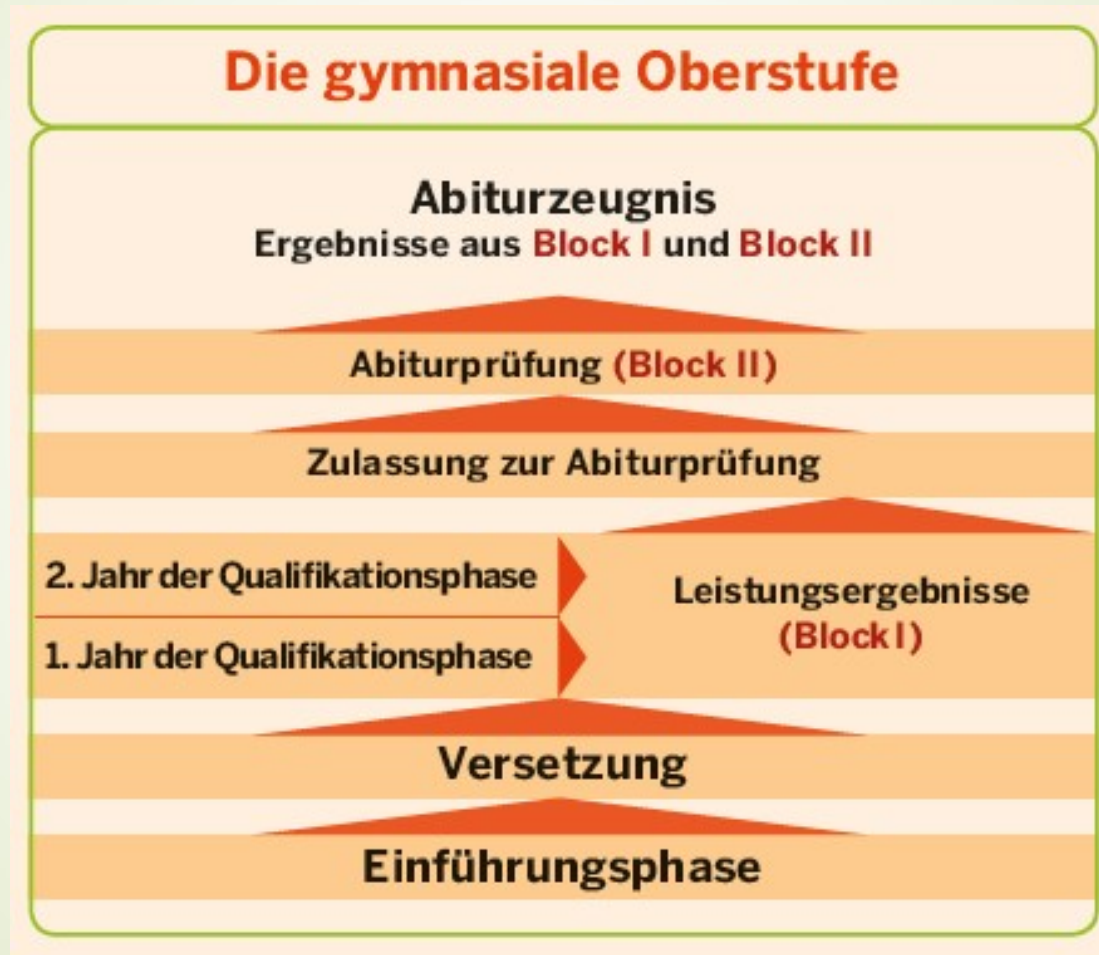 Die gymnasiale Oberstufe
Abiturzeugnis
Ergebnisse aus Block I und Block II
Abiturprüfung (Block II)
Zulassung zur Abiturprüfung
2. Jahr der Qualifikationsphase
1. Jahr der Qualifikationsphase
Leistungsergebnisse
(Block I)
Versetzung
Einführungsphase